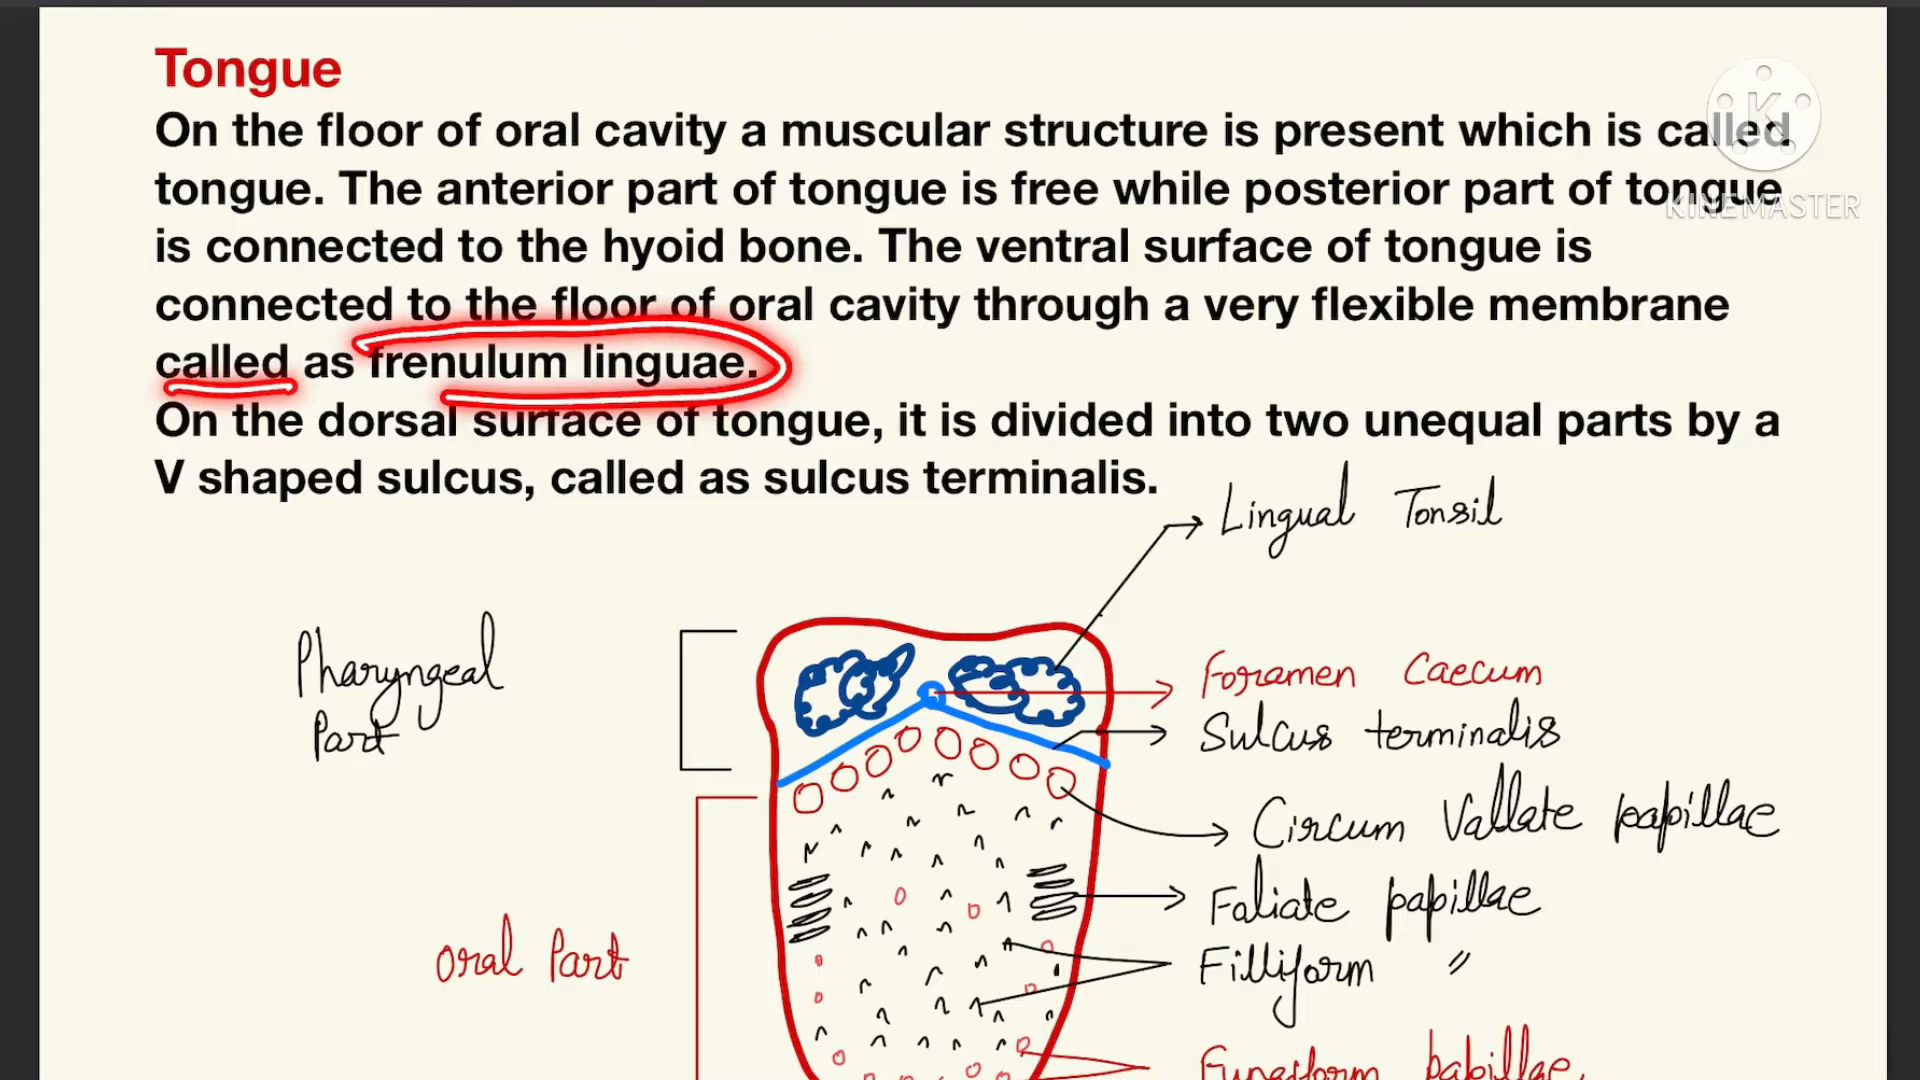 Tongue
On the floor of oral cavity a muscular structure is present which is called
tongue. The anterior part of tongue is free while posterior part of tongue
KINEMASTER
is connected to the hyoid bone. The ventral surface of tongue is
connected to the floor of oral cavity through a very flexible membrane
called as frenulum linguae.
On the dorsal surface of tongue, it is divided into two unequal parts by a
V shaped sulcus, called as sulcus terminalis.
Lingual Tonsil
Pharyngeal
Part
Foramen Caecum
Sulcus terminalis
Circum Vallate papillae
Foliate papillae
Oral Part
Filliform "
Fungiform papillae